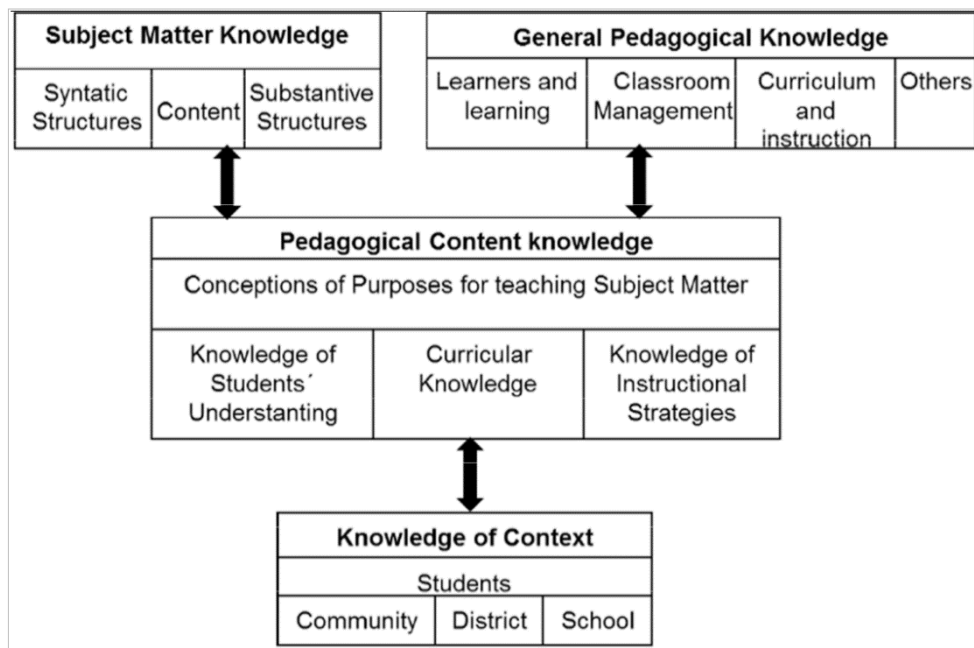 Subject Matter Knowledge
Syntatic
Structures
Content
Substantive
Structures
General Pedagogical Knowledge
Learners and
learning
Classroom
Management
Curriculum
and
instruction
Others
Pedagogical Content knowledge
Conceptions of Purposes for teaching Subject Matter
Knowledge of
Students´
Understanting
Curricular
Knowledge
Knowledge of
Instructional
Strategies
Knowledge of Context
Students
Community
District
School